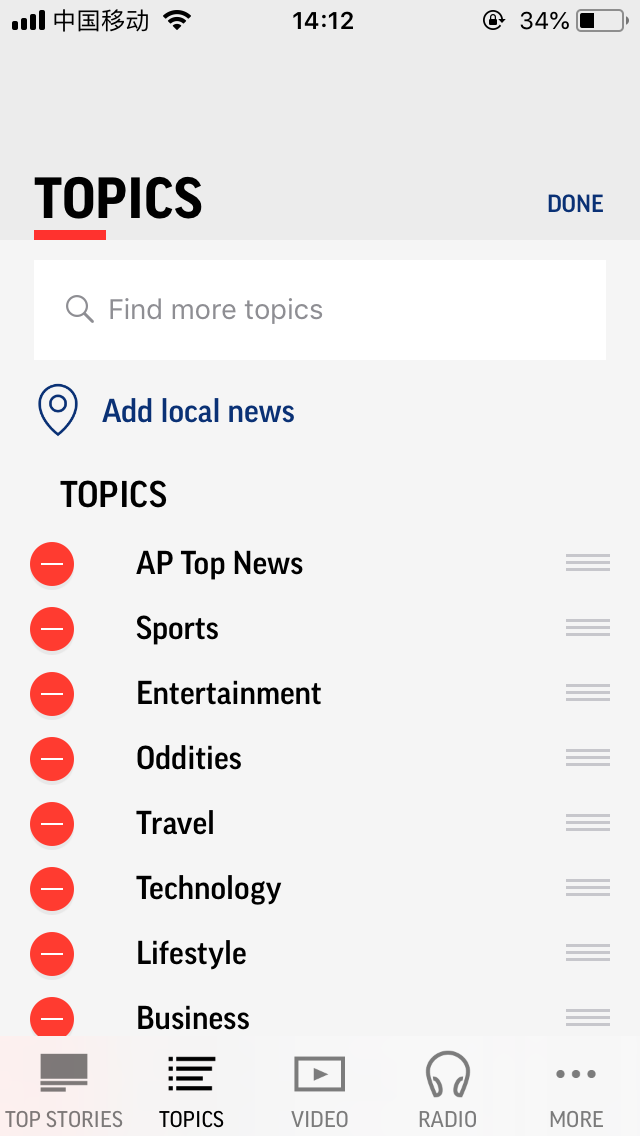 中国移动 14:12 34%
TOPICS
DONE
Find more topics
Add local news
TOPICS
AP Top News
Sports
Entertainment
Oddities
Travel
Technology
Lifestyle
Business
TOP STORIES TOPICS VIDEO RADIO MORE